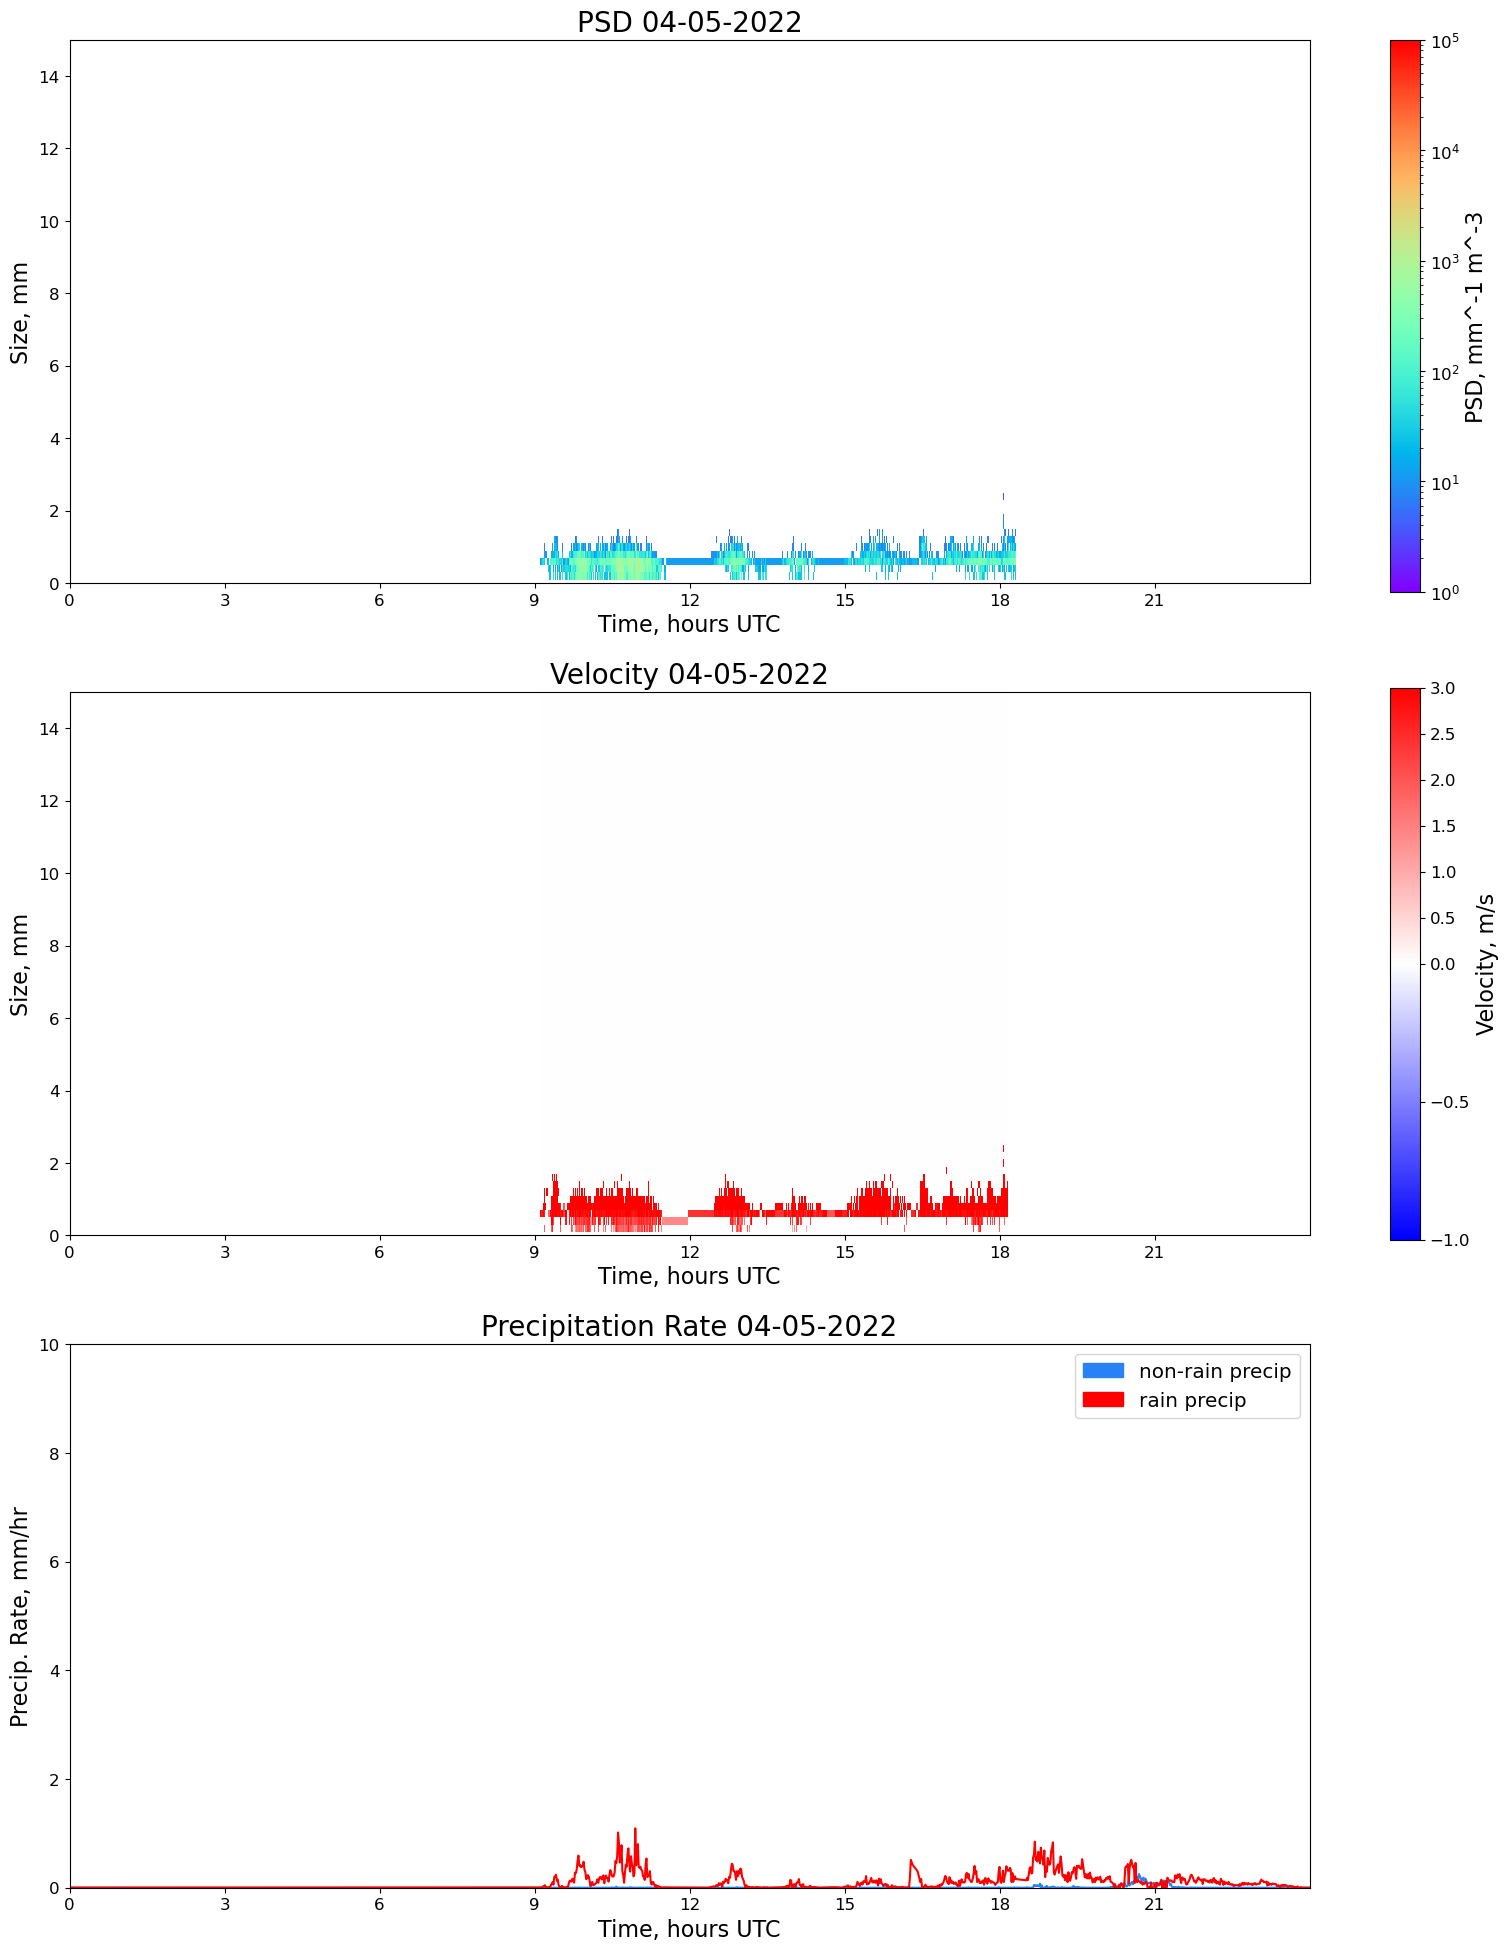 PSD 04-05-2022
14
12
10
8
6
4
2
0
Size, mm
0 3 6 9 12 15 18 21
Time, hours UTC
10^5
10^4
10^3
10^2
10^1
10^0
PSD, mm^-1 m^-3
Velocity 04-05-2022
14
12
10
8
6
4
2
0
Size, mm
0 3 6 9 12 15 18 21
Time, hours UTC
3.0
2.5
2.0
1.5
1.0
0.5
0.0
−0.5
−1.0
Velocity, m/s
Precipitation Rate 04-05-2022
10
8
6
4
2
0
Precip. Rate, mm/hr
non-rain precip
rain precip
0 3 6 9 12 15 18 21
Time, hours UTC